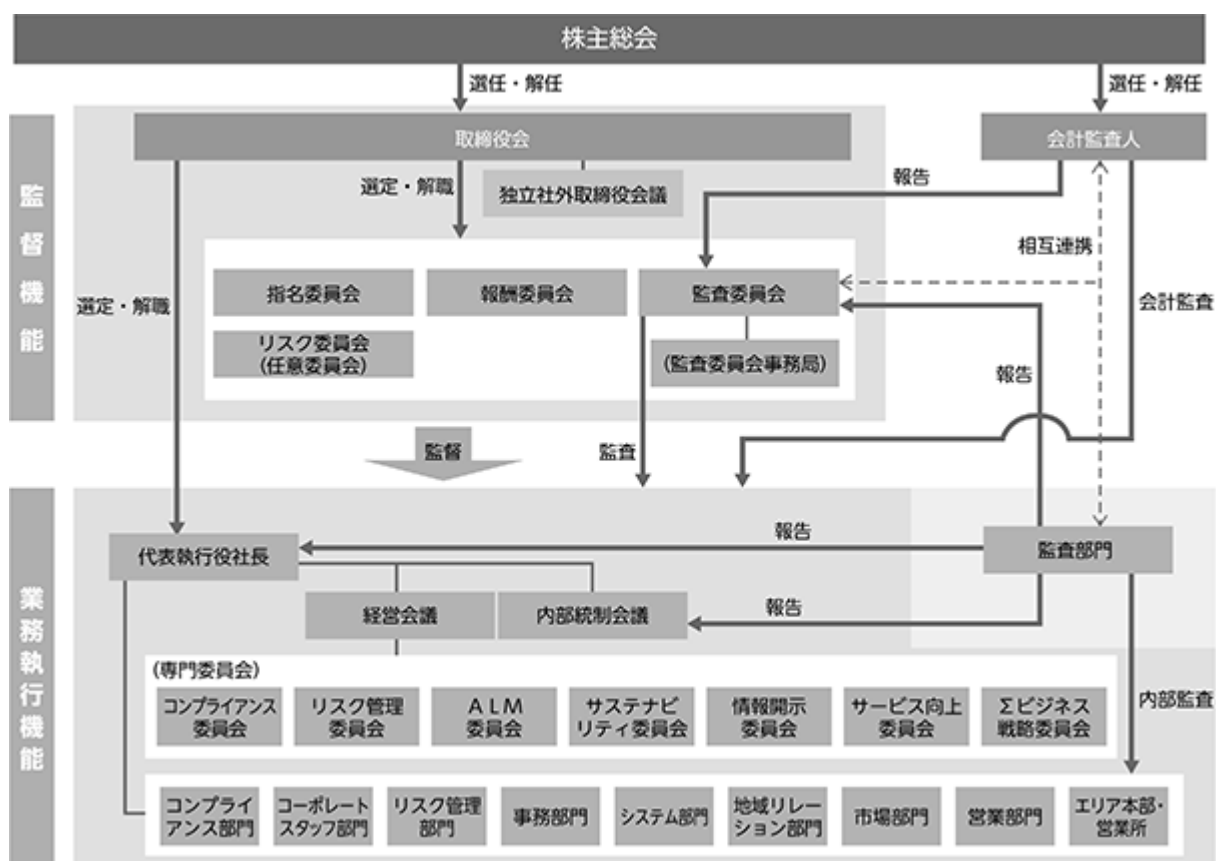 株主総会
選任・解任
選任・解任
監督機能
取締役会
会計監査人
選定・解職
独立社外取締役会議
報告
相互連携
選定・解職
指名委員会
報酬委員会
監査委員会
会計監査
リスク委員会
(任意委員会)
(監査委員会事務局)
報告
監督
監査
業務執行機能
代表執行役社長
報告
監査部門
経営会議
内部統制会議
報告
(専門委員会)
内部監査
コンプライアンス
委員会
リスク管理
委員会
ALM
委員会
サステナビ
リティ委員会
情報開示
委員会
サービス向上
委員会
Σビジネス
戦略委員会
コンプライ
アンス部門
コーポレート
スタッフ部門
リスク管理
部門
事務部門
システム部門
地域リレー
ション部門
市場部門
営業部門
エリア本部・
営業所